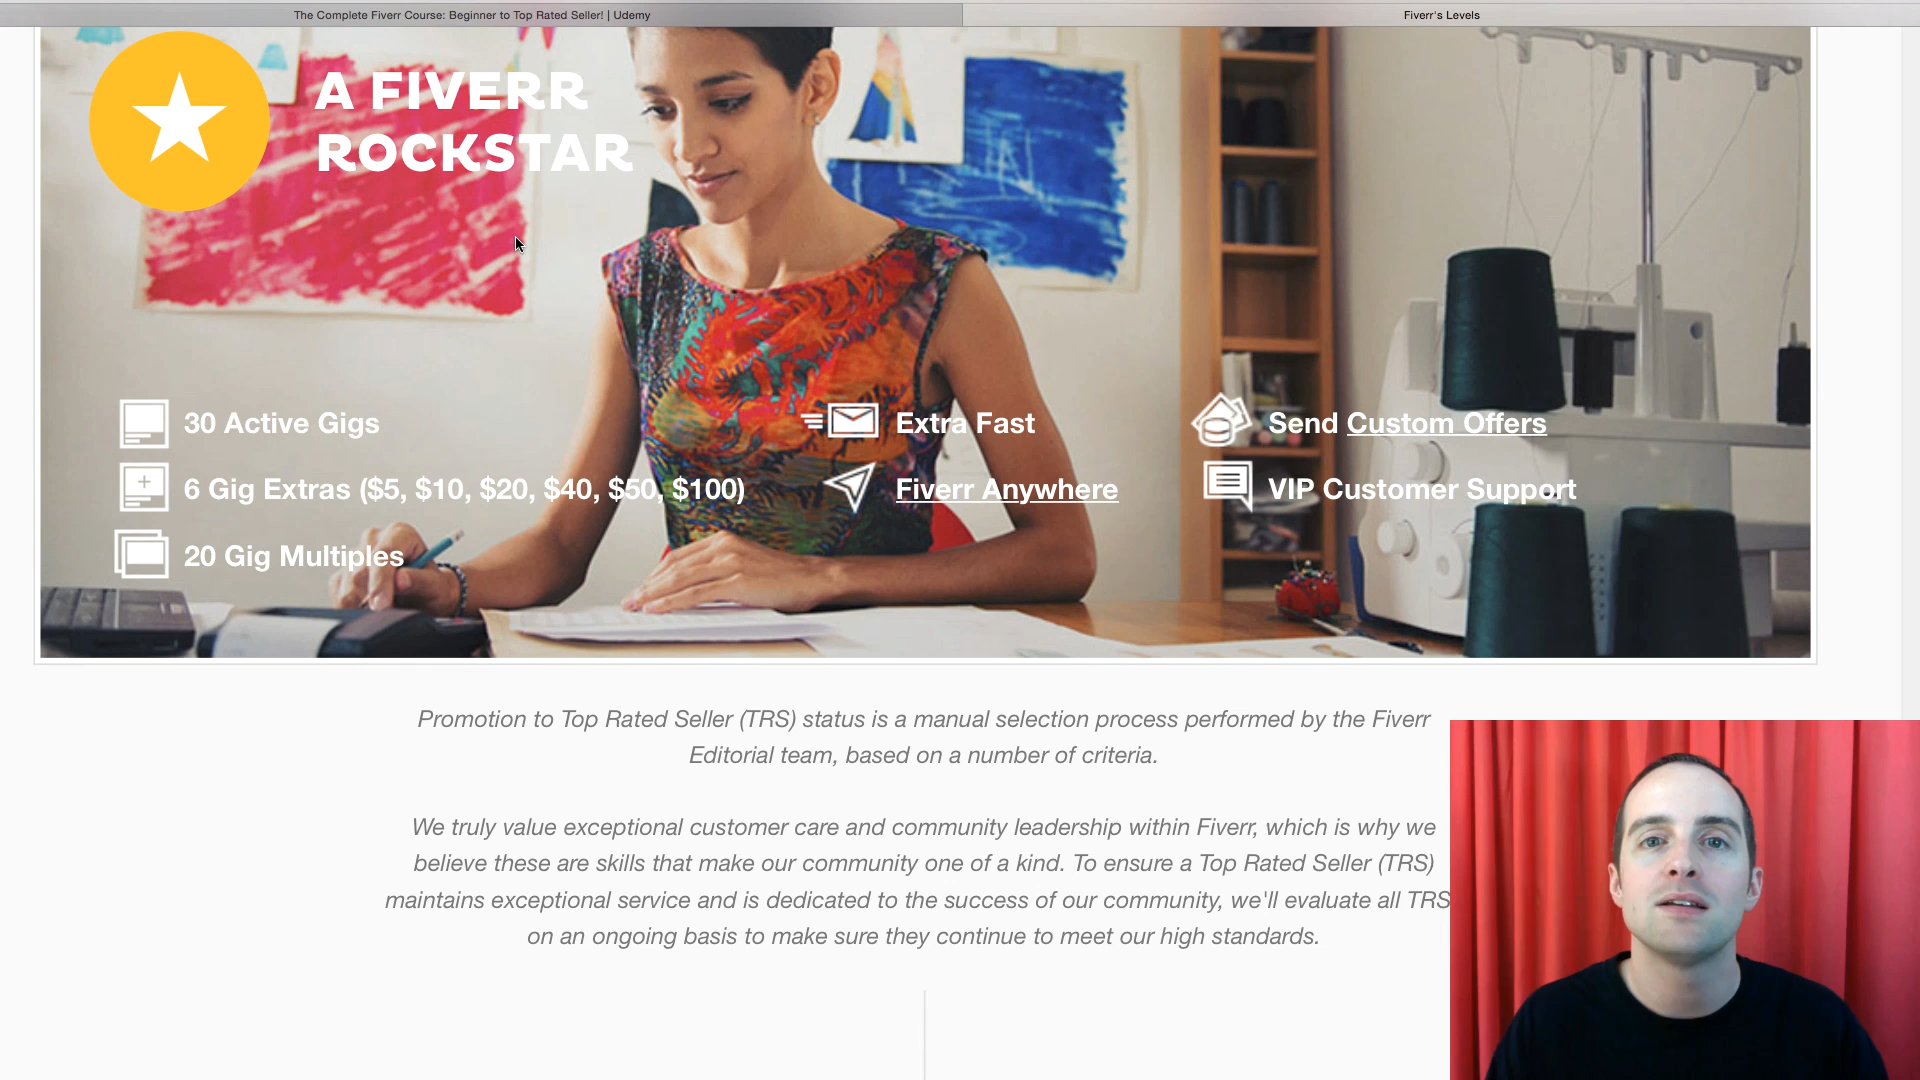 The Complete Fiverr Course: Beginner to Top Rated Seller! | Udemy
Fiverr's Levels
A FIVERR
ROCKSTAR
30 Active Gigs
6 Gig Extras ($5, $10, $20, $40, $50, $100)
20 Gig Multiples
Extra Fast
Fiverr Anywhere
Send Custom Offers
VIP Customer Support
Promotion to Top Rated Seller (TRS) status is a manual selection process performed by the Fiverr
Editorial team, based on a number of criteria.
We truly value exceptional customer care and community leadership within Fiverr, which is why we
believe these are skills that make our community one of a kind. To ensure a Top Rated Seller (TRS)
maintains exceptional service and is dedicated to the success of our community, we'll evaluate all TRS
on an ongoing basis to make sure they continue to meet our high standards.